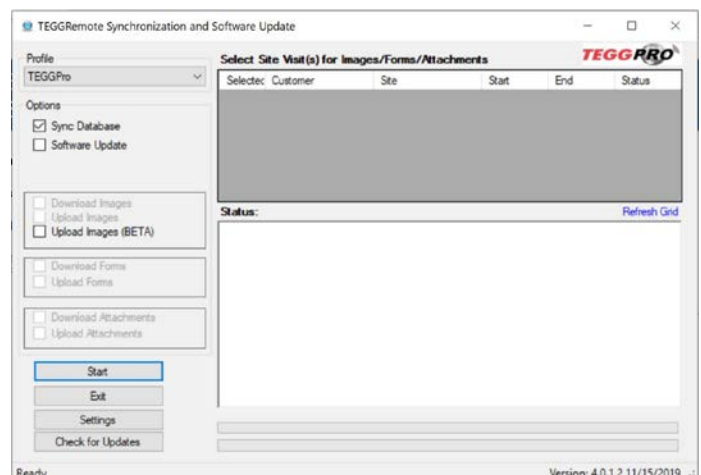 TEGGRemote Synchronization and Software Update
Profile
TEGGPro
Options
Sync Database
Software Update
Download Images
Upload Images
Upload Images (BETA)
Download Forms
Upload Forms
Download Attachments
Upload Attachments
Start
Exit
Settings
Check for Updates
Ready
Select Site Visit(s) for Images/Forms/Attachments
TEGGPRO
Selectec Customer Site Start End Status
Status:
Refresh Grid
Version: 4.0.1.2 11/15/2019